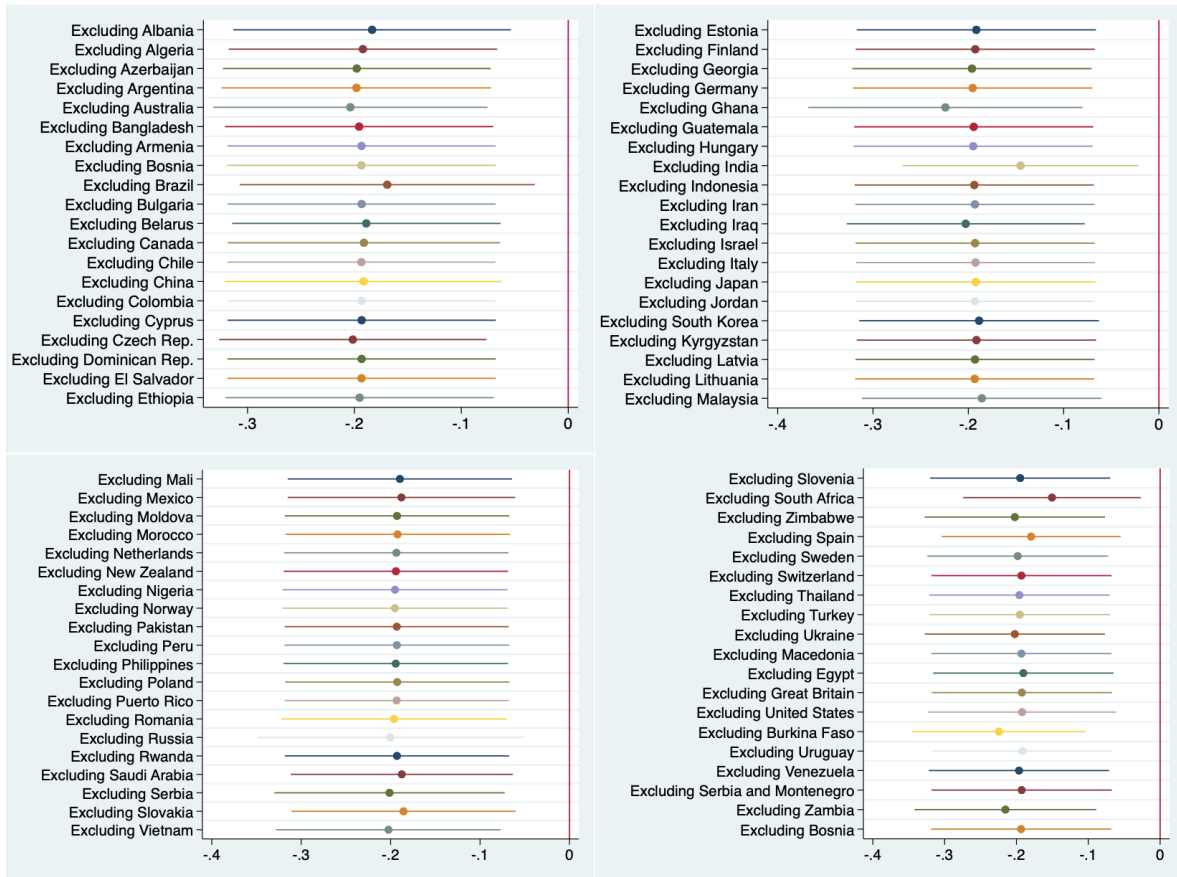 Excluding Albania
Excluding Algeria
Excluding Azerbaijan
Excluding Argentina
Excluding Australia
Excluding Bangladesh
Excluding Armenia
Excluding Bosnia
Excluding Brazil
Excluding Bulgaria
Excluding Belarus
Excluding Canada
Excluding Chile
Excluding China
Excluding Colombia
Excluding Cyprus
Excluding Czech Rep.
Excluding Dominican Rep.
Excluding El Salvador
Excluding Ethiopia
-.3 -.2 -.1 0
Excluding Estonia
Excluding Finland
Excluding Georgia
Excluding Germany
Excluding Ghana
Excluding Guatemala
Excluding Hungary
Excluding India
Excluding Indonesia
Excluding Iran
Excluding Iraq
Excluding Israel
Excluding Italy
Excluding Japan
Excluding Jordan
Excluding South Korea
Excluding Kyrgyzstan
Excluding Latvia
Excluding Lithuania
Excluding Malaysia
-.4 -.3 -.2 -.1 0
Excluding Mali
Excluding Mexico
Excluding Moldova
Excluding Morocco
Excluding Netherlands
Excluding New Zealand
Excluding Nigeria
Excluding Norway
Excluding Pakistan
Excluding Peru
Excluding Philippines
Excluding Poland
Excluding Puerto Rico
Excluding Romania
Excluding Russia
Excluding Rwanda
Excluding Saudi Arabia
Excluding Serbia
Excluding Slovakia
Excluding Vietnam
-.4 -.3 -.2 -.1 0
Excluding Slovenia
Excluding South Africa
Excluding Zimbabwe
Excluding Spain
Excluding Sweden
Excluding Switzerland
Excluding Thailand
Excluding Turkey
Excluding Ukraine
Excluding Macedonia
Excluding Egypt
Excluding Great Britain
Excluding United States
Excluding Burkina Faso
Excluding Uruguay
Excluding Venezuela
Excluding Serbia and Montenegro
Excluding Zambia
Excluding Bosnia
-.4 -.3 -.2 -.1 0